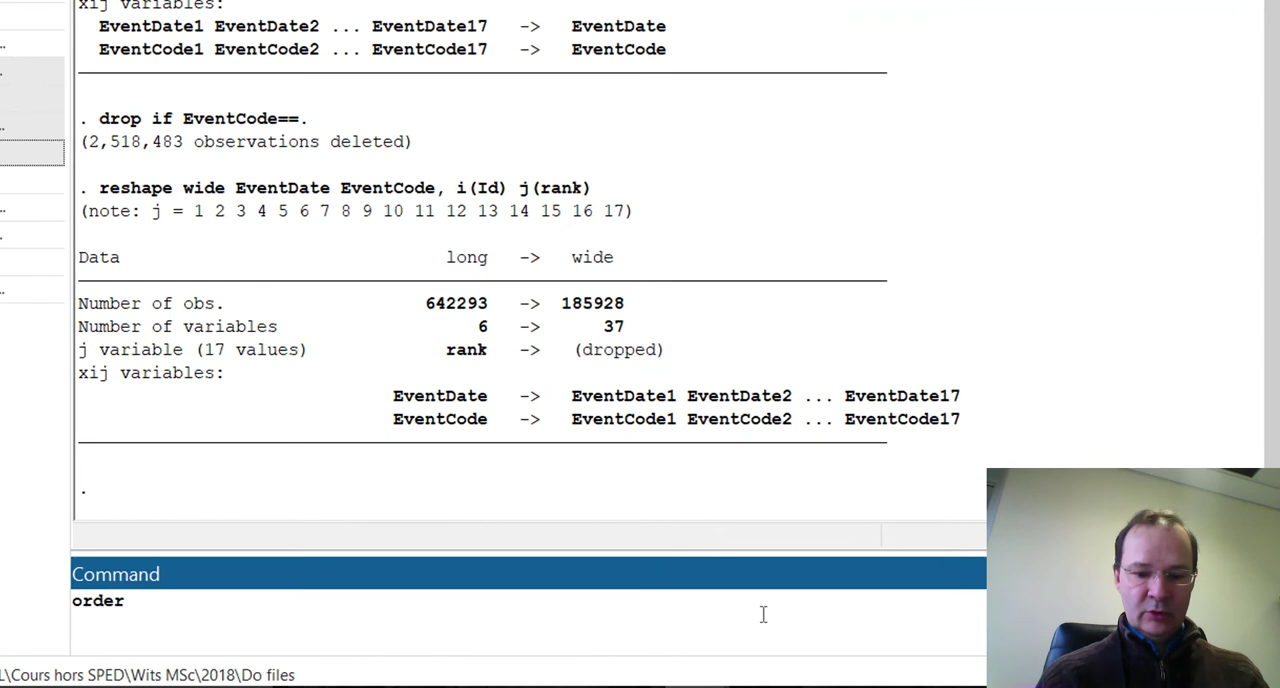 xij variables:
EventDate1 EventDate2 ... EventDate17 -> EventDate
EventCode1 EventCode2 ... EventCode17 -> EventCode
. drop if EventCode==.
(2,518,483 observations deleted)
. reshape wide EventDate EventCode, i(Id) j(rank)
(note: j = 1 2 3 4 5 6 7 8 9 10 11 12 13 14 15 16 17)
Data long -> wide
Number of obs. 642293 -> 185928
Number of variables 6 -> 37
j variable (17 values) rank -> (dropped)
xij variables:
EventDate -> EventDate1 EventDate2 ... EventDate17
EventCode -> EventCode1 EventCode2 ... EventCode17
.
Command
order
L\Cours hors SPED\Wits MSc\2018\Do files